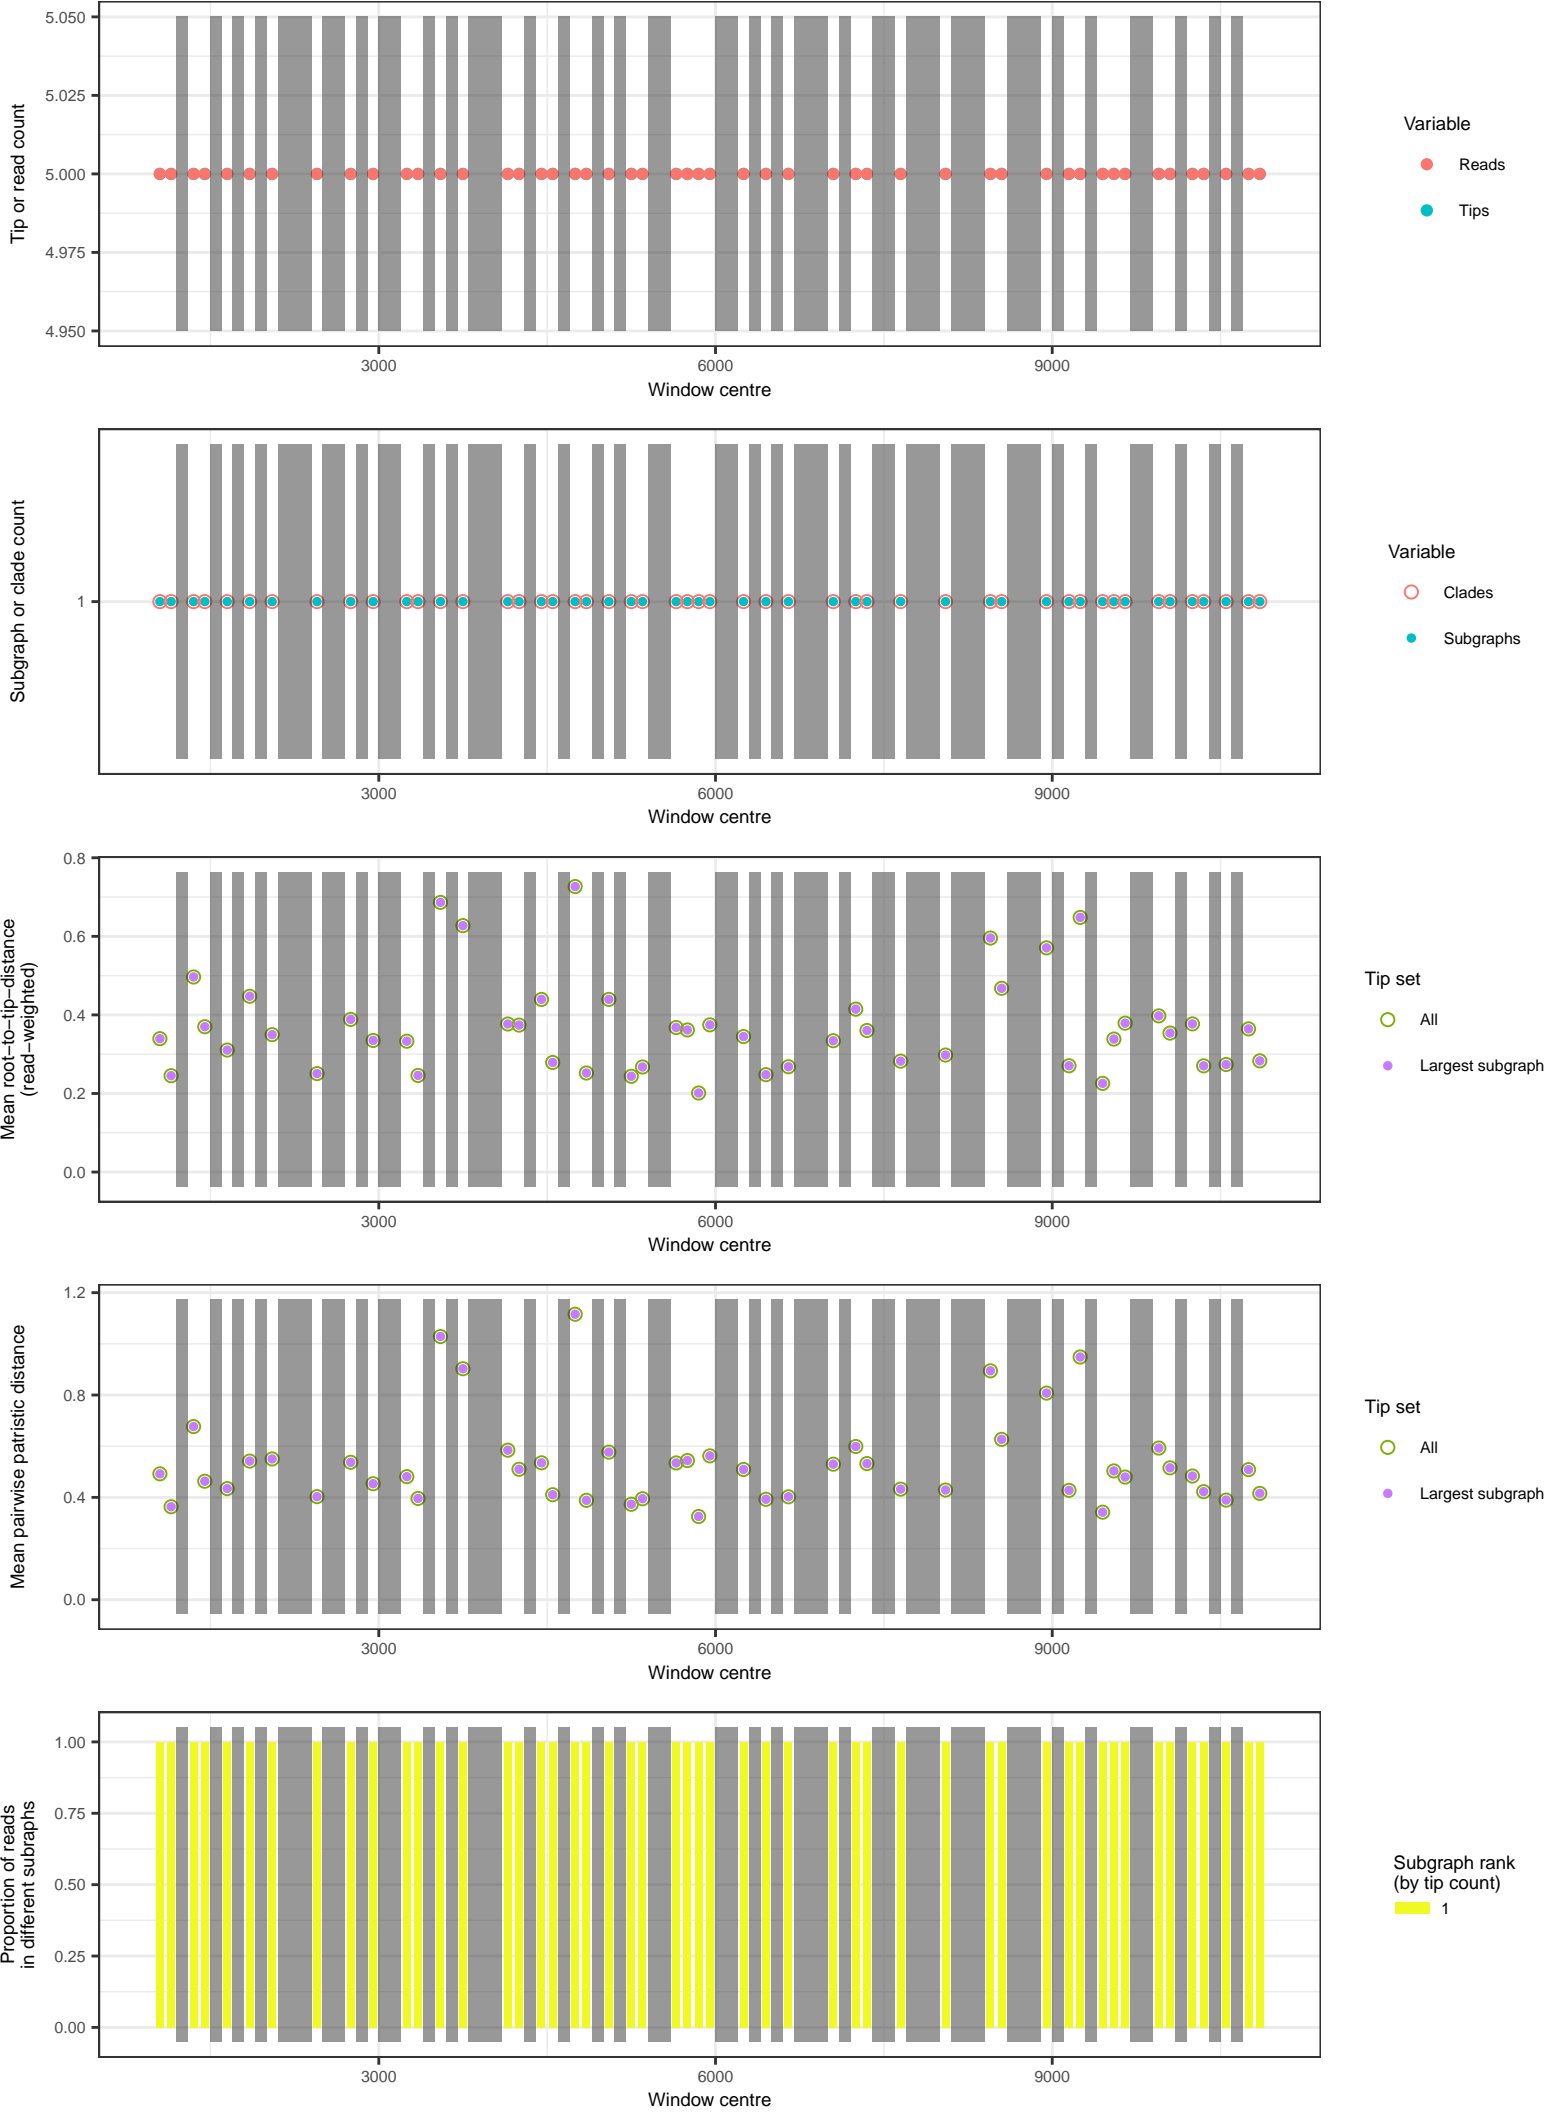 5.050
5.025
5.000
4.975
4.950
Tip or read count
3000
6000
9000
Window centre
Variable
Reads
Tips
1
Subgraph or clade count
3000
6000
9000
Window centre
Variable
Clades
Subgraphs
0.8
0.6
0.4
0.2
0.0
Mean root−to−tip−distance
(read−weighted)
3000
6000
9000
Window centre
Tip set
All
Largest subgraph
1.2
0.8
0.4
0.0
Mean pairwise patristic distance
3000
6000
9000
Window centre
Tip set
All
Largest subgraph
1.00
0.75
0.50
0.25
0.00
Proportion of reads
in different subraphs
3000
6000
9000
Window centre
Subgraph rank
(by tip count)
1